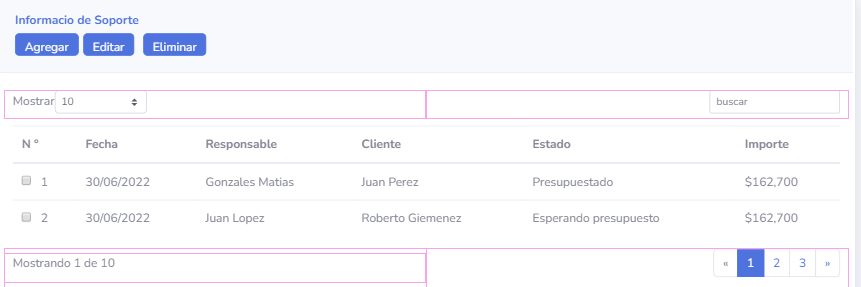 Informacio de Soporte
Agregar Editar Eliminar
Mostrar 10 buscar
N ° Fecha Responsable Cliente Estado Importe
1 30/06/2022 Gonzales Matias Juan Perez Presupuestado $162,700
2 30/06/2022 Juan Lopez Roberto Giemenez Esperando presupuesto $162,700
Mostrando 1 de 10 « 1 2 3 »